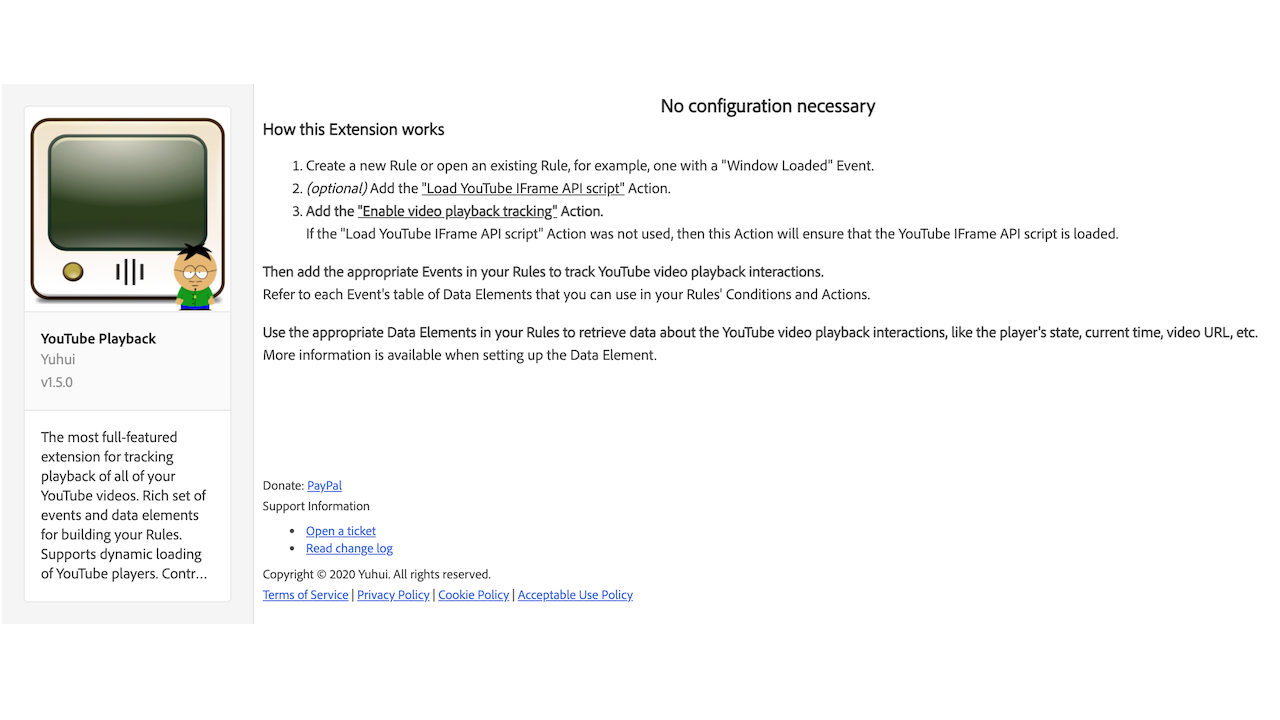 No configuration necessary
How this Extension works
1. Create a new Rule or open an existing Rule, for example, one with a "Window Loaded" Event.
2. (optional) Add the "Load YouTube IFrame API script" Action.
3. Add the "Enable video playback tracking" Action.
If the "Load YouTube IFrame API script" Action was not used, then this Action will ensure that the YouTube IFrame API script is loaded.
Then add the appropriate Events in your Rules to track YouTube video playback interactions.
Refer to each Event's table of Data Elements that you can use in your Rules' Conditions and Actions.
Use the appropriate Data Elements in your Rules to retrieve data about the YouTube video playback interactions, like the player's state, current time, video URL, etc.
More information is available when setting up the Data Element.
YouTube Playback
Yuhui
v1.5.0
The most full-featured
extension for tracking
playback of all of your
YouTube videos. Rich set of
events and data elements
for building your Rules.
Supports dynamic loading
of YouTube players. Contr...
Donate: PayPal
Support Information
• Open a ticket
• Read change log
Copyright © 2020 Yuhui. All rights reserved.
Terms of Service | Privacy Policy | Cookie Policy | Acceptable Use Policy